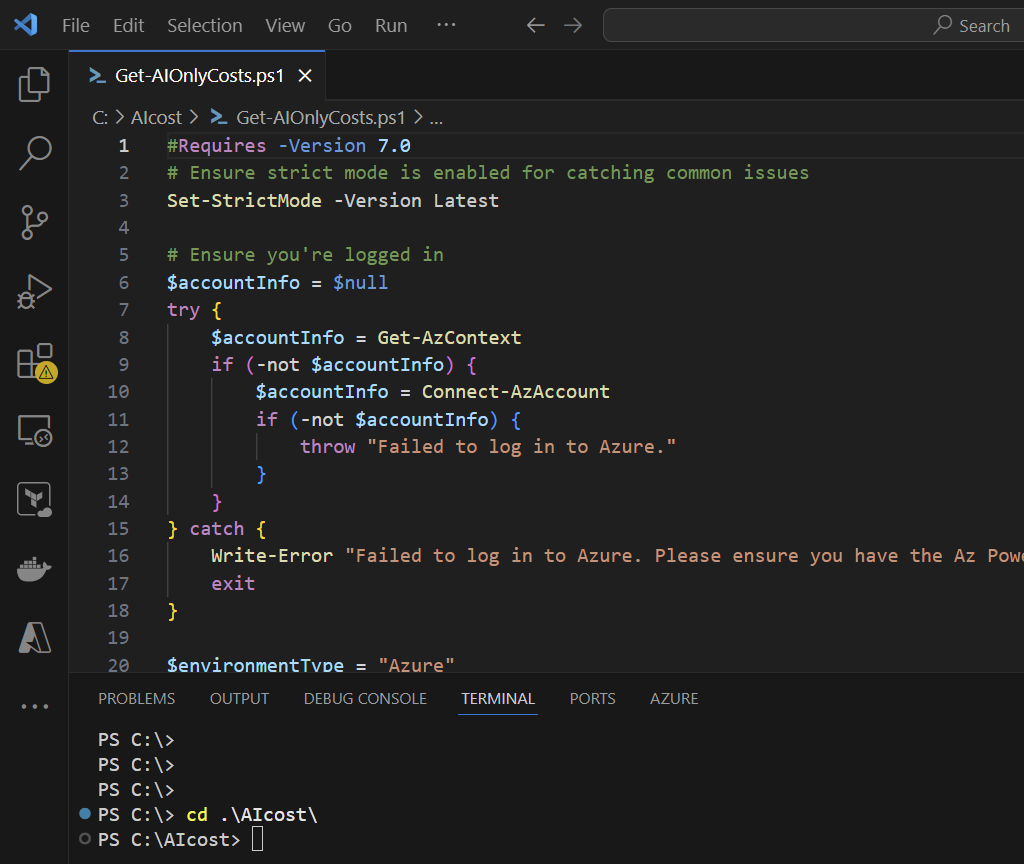 File Edit Selection View Go Run ··· Search
Get-AIOnlyCosts.ps1
C: > AIcost > Get-AIOnlyCosts.ps1 > ...
1 #Requires -Version 7.0
2 # Ensure strict mode is enabled for catching common issues
3 Set-StrictMode -Version Latest
4
5 # Ensure you're logged in
6 $accountInfo = $null
7 try {
8 $accountInfo = Get-AzContext
9 if (-not $accountInfo) {
10 $accountInfo = Connect-AzAccount
11 if (-not $accountInfo) {
12 throw "Failed to log in to Azure."
13 }
14 }
15 } catch {
16 Write-Error "Failed to log in to Azure. Please ensure you have the Az Powe
17 exit
18 }
19
20 $environmentType = "Azure"
PROBLEMS OUTPUT DEBUG CONSOLE TERMINAL PORTS AZURE
PS C:\>
PS C:\>
PS C:\>
PS C:\> cd .\AIcost\
PS C:\AIcost>